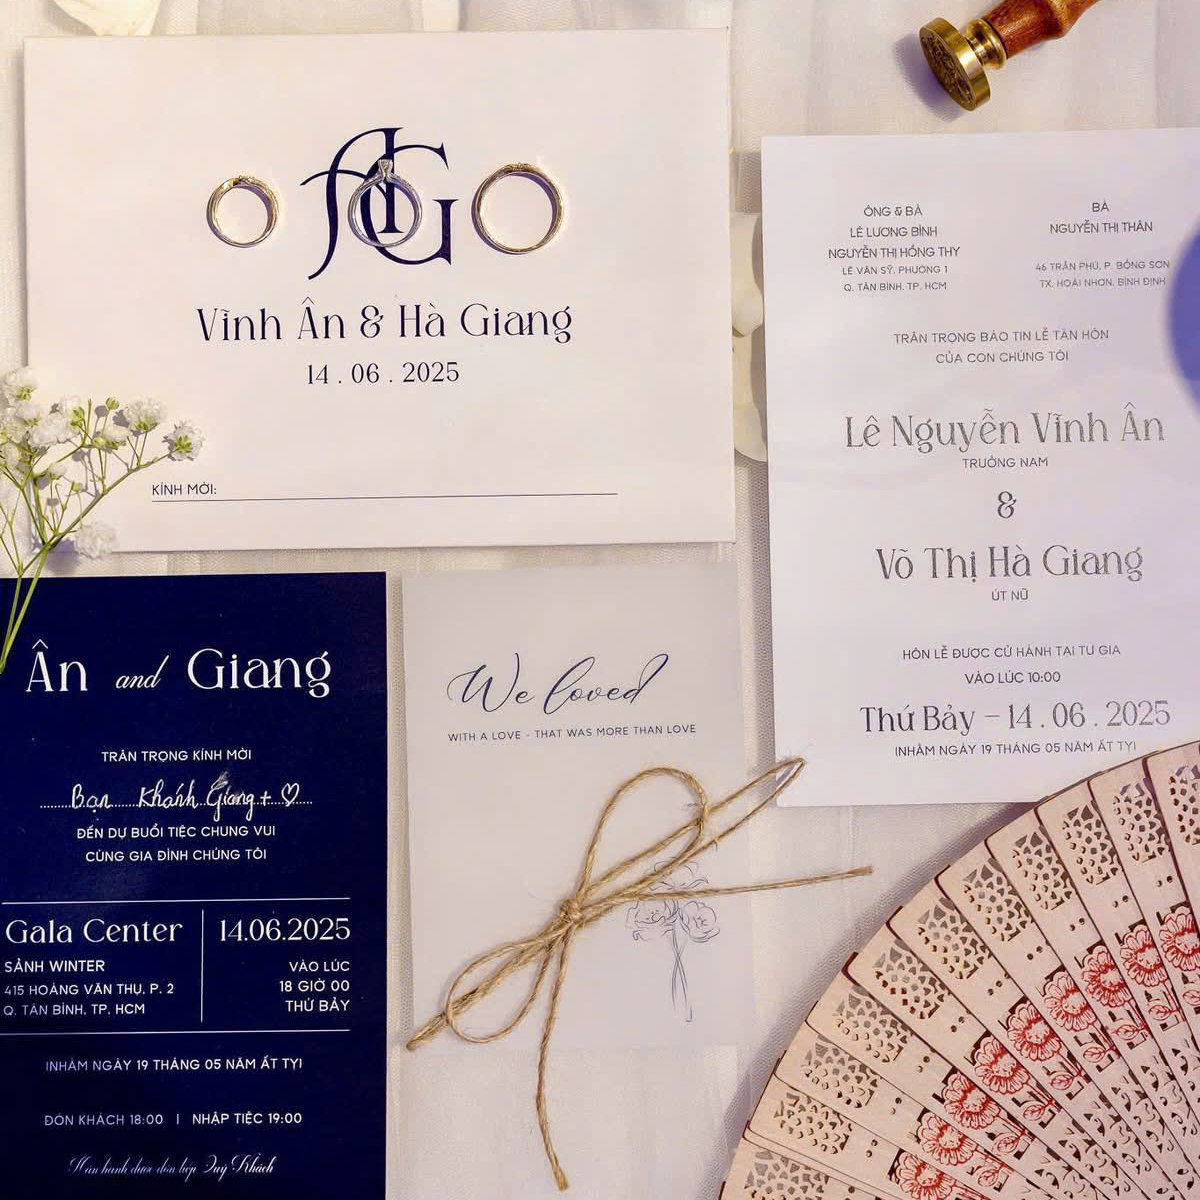 AG
Vĩnh Ân & Hà Giang
14 . 06 . 2025
KÍNH MỜI:
ÔNG & BÀ
LÊ LƯƠNG BÌNH
NGUYỄN THỊ HỒNG THY
LÊ VĂN SỸ, PHƯỜNG 1
Q. TÂN BÌNH, TP. HCM
BÀ
NGUYỄN THỊ THÂN
46 TRẦN PHÚ, P. BỒNG SƠN
TX. HOÀI NHƠN, BÌNH ĐỊNH
TRÂN TRỌNG BÁO TIN LỄ TÂN HÔN
CỦA CON CHÚNG TÔI
Lê Nguyễn Vĩnh Ân
TRƯỞNG NAM
&
Võ Thị Hà Giang
ÚT NỮ
HÔN LỄ ĐƯỢC CỬ HÀNH TẠI TƯ GIA
VÀO LÚC 10:00
Thứ Bảy – 14 . 06 . 2025
NHẰM NGÀY 19 THÁNG 05 NĂM ẤT TỴ
Ân and Giang
TRÂN TRỌNG KÍNH MỜI
Bạn Khánh Giang + ♡
ĐẾN DỰ BUỔI TIỆC CHUNG VUI
CÙNG GIA ĐÌNH CHÚNG TÔI
Gala Center
SẢNH WINTER
415 HOÀNG VĂN THỤ, P. 2
Q. TÂN BÌNH, TP. HCM
14.06.2025
VÀO LÚC
18 GIỜ 00
THỨ BẢY
NHẰM NGÀY 19 THÁNG 05 NĂM ẤT TỴ
ĐÓN KHÁCH 18:00 | NHẬP TIỆC 19:00
Hân hạnh được đón tiếp Quý Khách
We loved
WITH A LOVE - THAT WAS MORE THAN LOVE